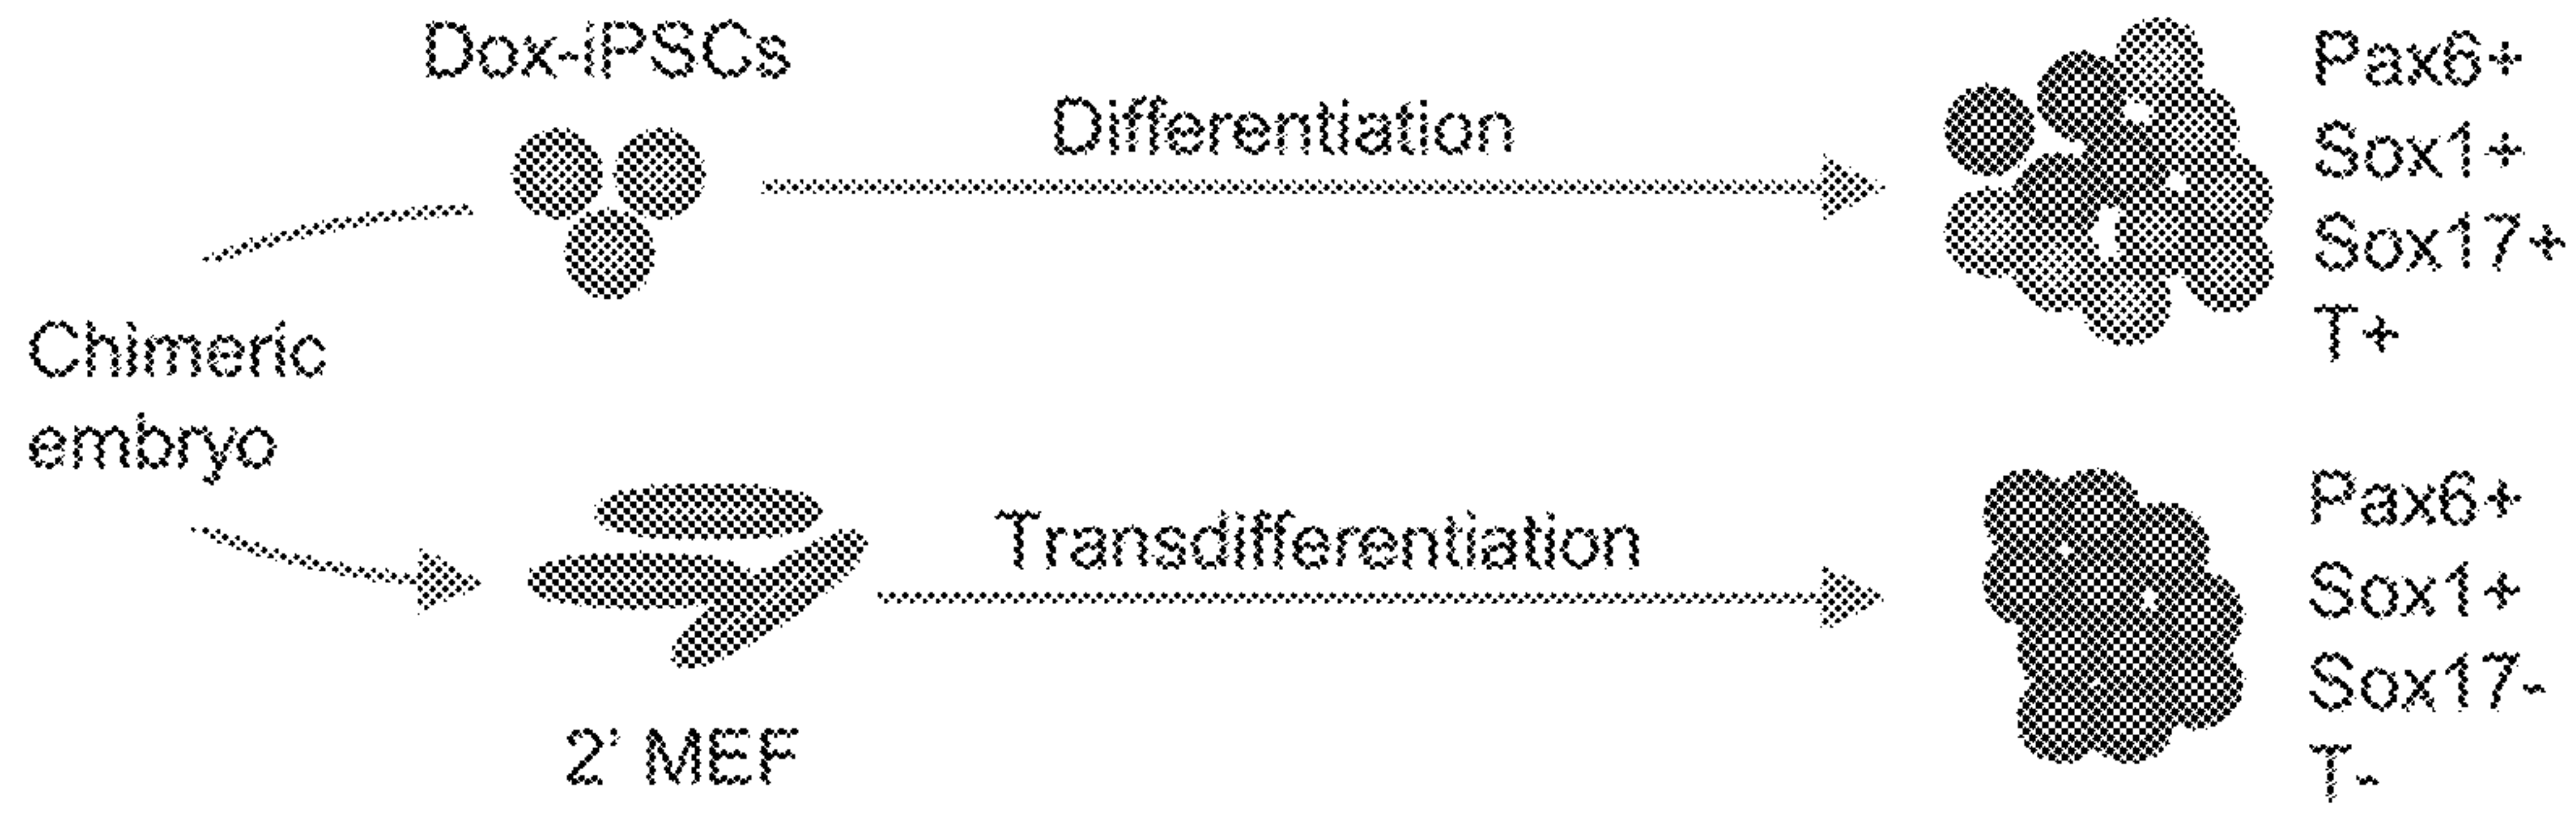 Dox-iPSCs
Differentiation
Pax6+
Sox1+
Sox17+
T+
Chimeric
embryo
Transdifferentiation
2' MEF
Pax6+
Sox1+
Sox17-
T-